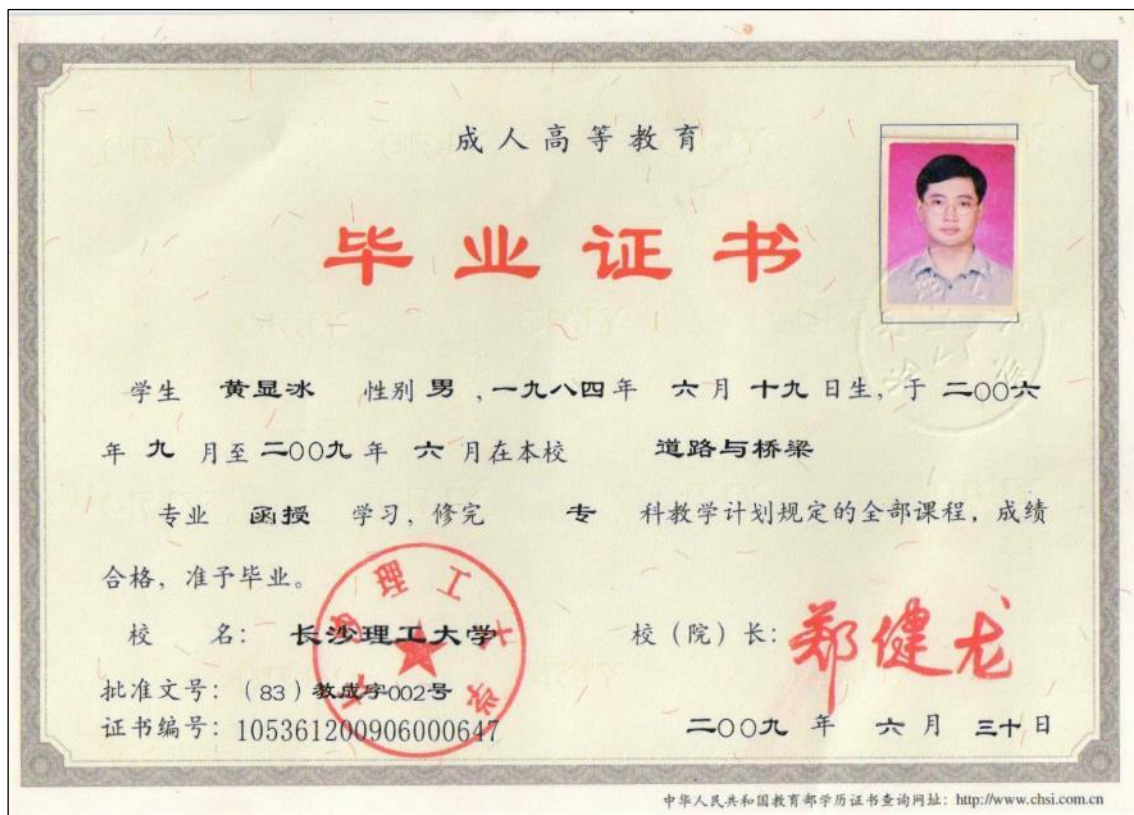 成人高等教育
毕业证书
学生 黄显冰 性别 男 ,一九八四年 六月 十九 日生, 于 二00六
年 九 月至 二00九 年 六 月在本校 道路与桥梁
专业 函授 学习, 修完 专 科教学计划规定的全部课程, 成绩
合格, 准予毕业。
校 名: 长沙理工大学 校(院)长: 郑健龙
批准文号: (83)教成字002号
证书编号: 105361200906000647 二00九 年 六 月 三十 日
长沙理工大学
中华人民共和国教育部学历证书查询网址: http://www.chsi.com.cn